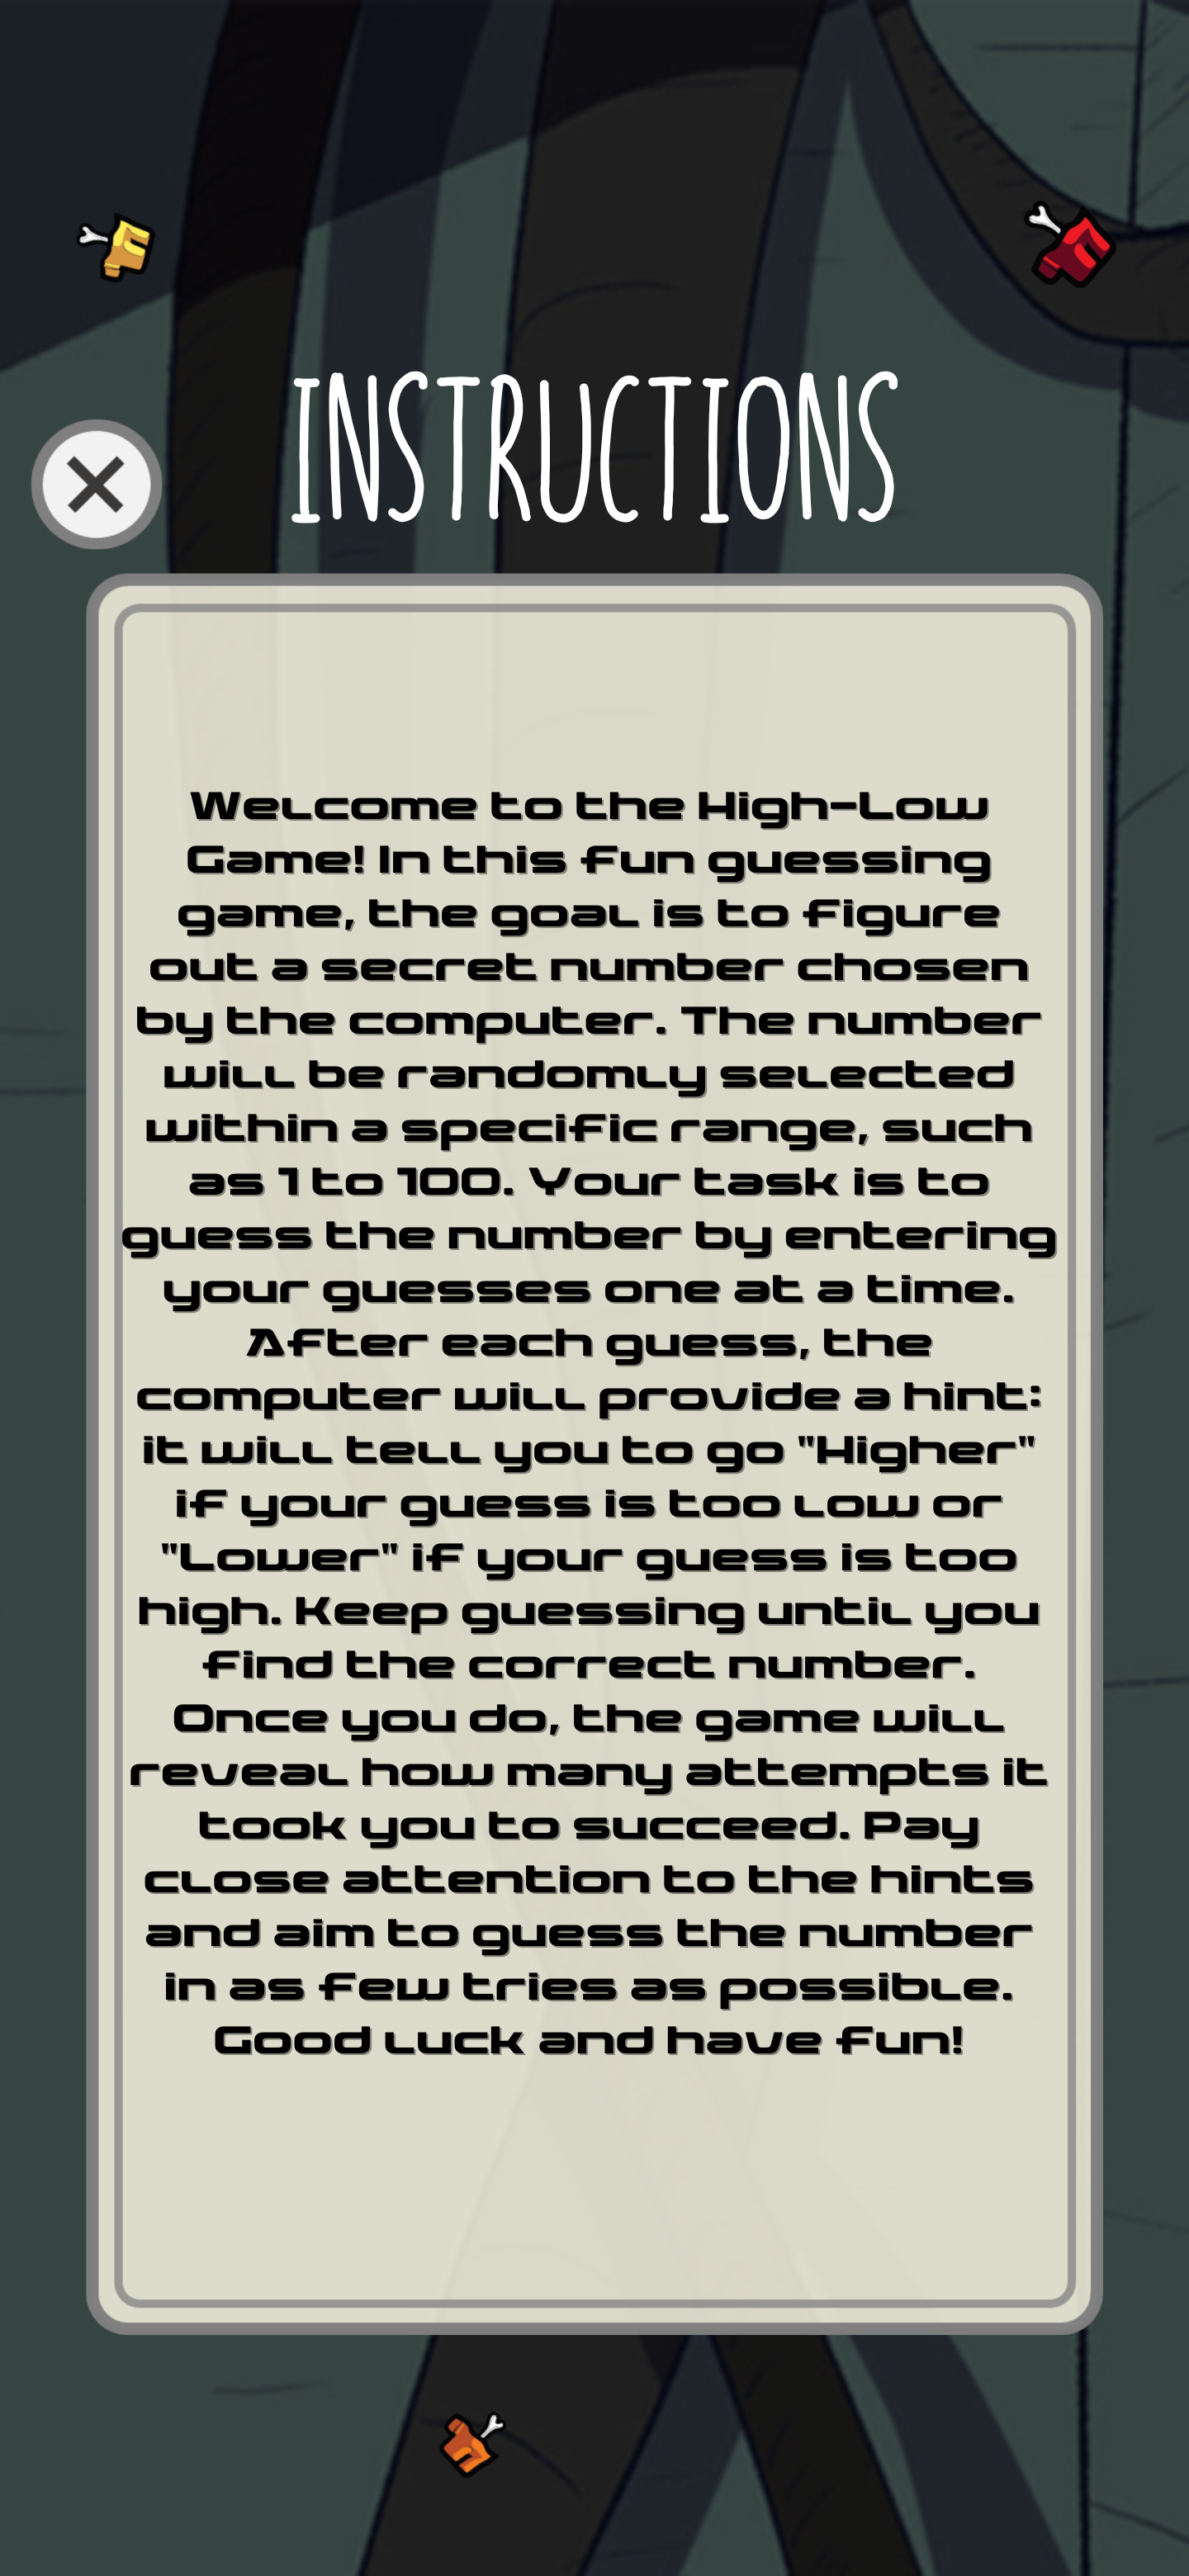 INSTRUCTIONS
Welcome to the High-Low
Game! In this fun guessing
game, the goal is to figure
out a secret number chosen
by the computer. The number
will be randomly selected
within a specific range, such
as 1 to 100. Your task is to
guess the number by entering
your guesses one at a time.
After each guess, the
computer will provide a hint:
it will tell you to go "Higher"
if your guess is too low or
"Lower" if your guess is too
high. Keep guessing until you
find the correct number.
Once you do, the game will
reveal how many attempts it
took you to succeed. Pay
close attention to the hints
and aim to guess the number
in as few tries as possible.
Good luck and have fun!